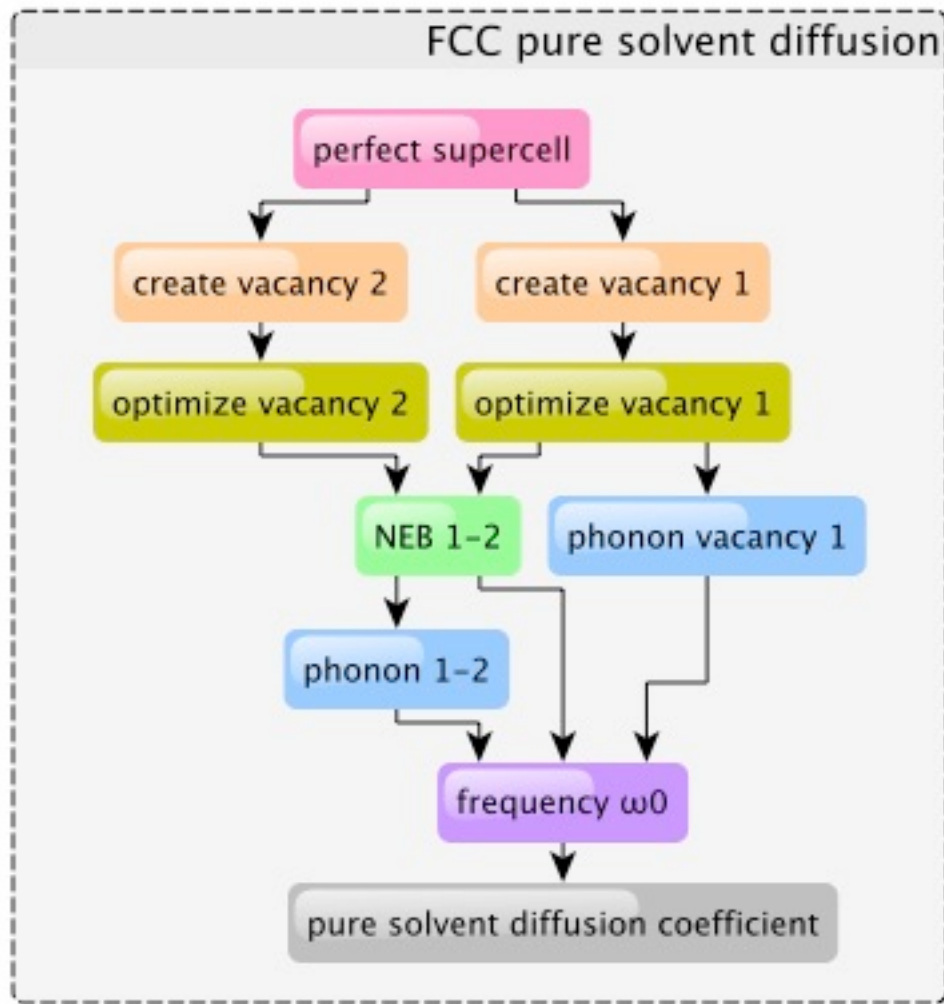 FCC pure solvent diffusion
perfect supercell
create vacancy 2
create vacancy 1
optimize vacancy 2
optimize vacancy 1
NEB 1-2
phonon vacancy 1
phonon 1-2
frequency ω0
pure solvent diffusion coefficient